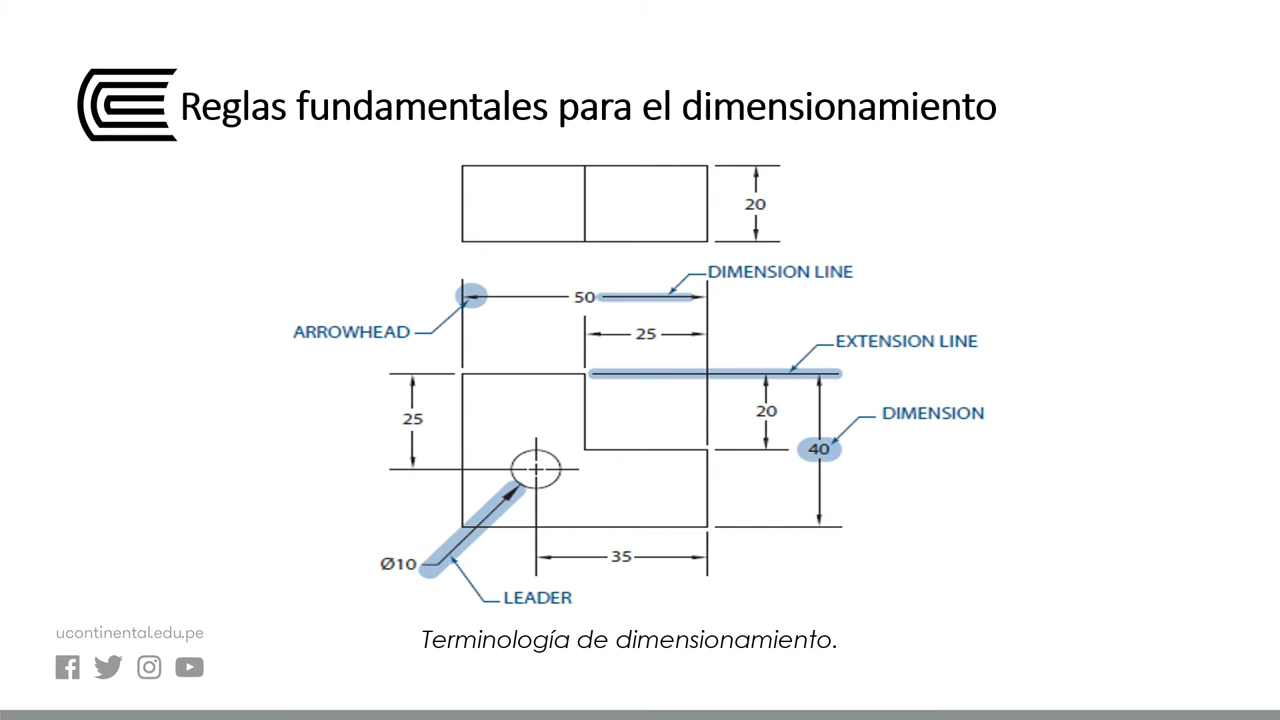 Reglas fundamentales para el dimensionamiento
20
DIMENSION LINE
50
ARROWHEAD
25
EXTENSION LINE
25
20
DIMENSION
40
35
Ø10
LEADER
ucontinental.edu.pe
Terminología de dimensionamiento.